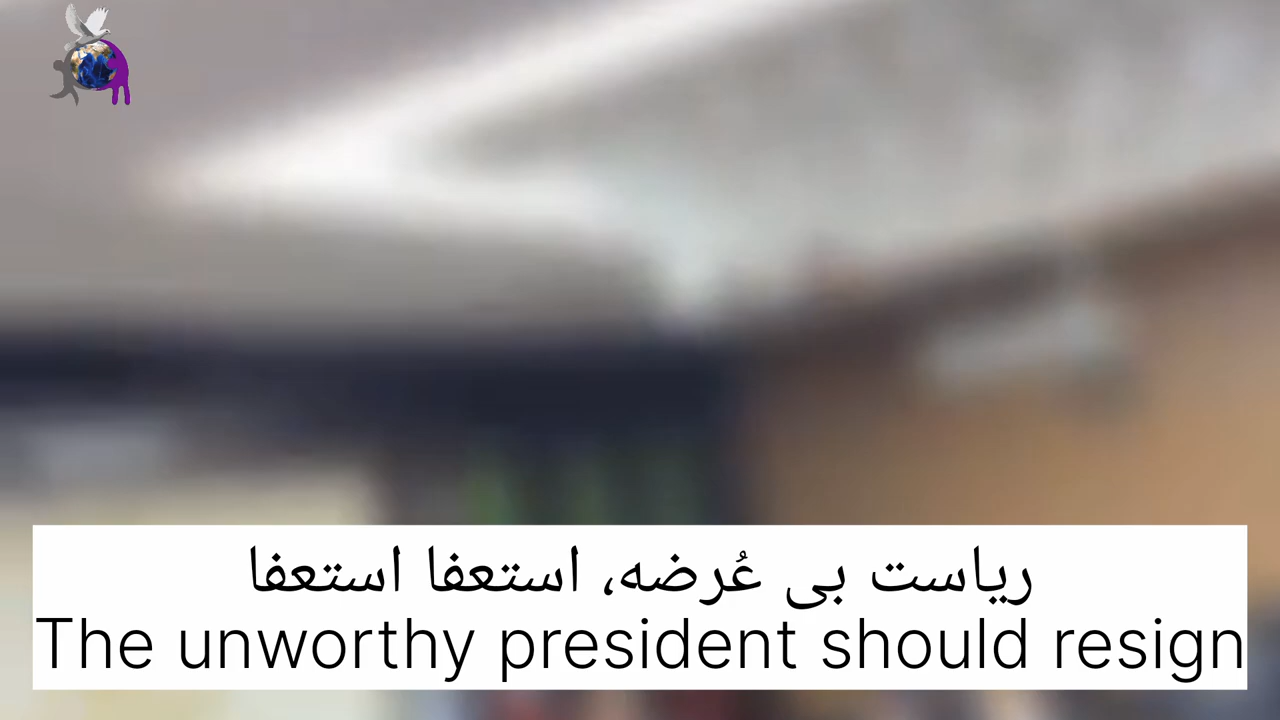 ریاست بی عُرضه، استعفا استعفا
The unworthy president should resign